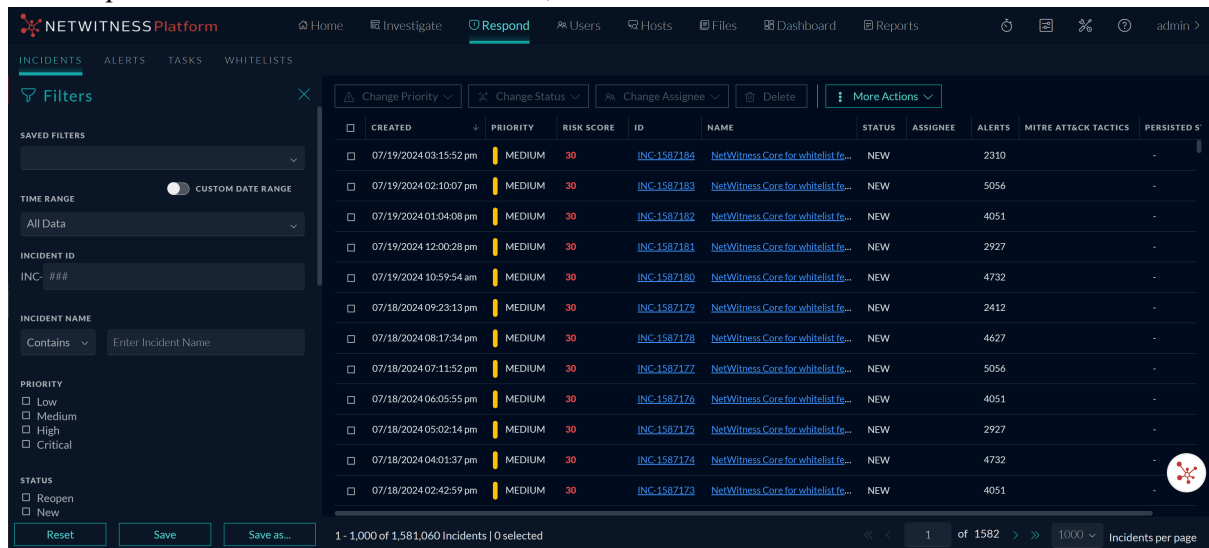 NETWITNESS Platform
Home Investigate Respond Users Hosts Files Dashboard Reports admin >
INCIDENTS ALERTS TASKS WHITELISTS
Filters
SAVED FILTERS
CUSTOM DATE RANGE
TIME RANGE
All Data
INCIDENT ID
INC- ###
INCIDENT NAME
Contains Enter Incident Name
PRIORITY
Low
Medium
High
Critical
STATUS
Reopen
New
Reset Save Save as...
Change Priority Change Status Change Assignee Delete More Actions
CREATED PRIORITY RISK SCORE ID NAME STATUS ASSIGNEE ALERTS MITRE ATT&CK TACTICS PERSISTED S
07/19/2024 03:15:52 pm MEDIUM 30 INC-1587184 NetWitness Core for whitelist fe... NEW 2310 -
07/19/2024 02:10:07 pm MEDIUM 30 INC-1587183 NetWitness Core for whitelist fe... NEW 5056 -
07/19/2024 01:04:08 pm MEDIUM 30 INC-1587182 NetWitness Core for whitelist fe... NEW 4051 -
07/19/2024 12:00:28 pm MEDIUM 30 INC-1587181 NetWitness Core for whitelist fe... NEW 2927 -
07/19/2024 10:59:54 am MEDIUM 30 INC-1587180 NetWitness Core for whitelist fe... NEW 4732 -
07/18/2024 09:23:13 pm MEDIUM 30 INC-1587179 NetWitness Core for whitelist fe... NEW 2412 -
07/18/2024 08:17:34 pm MEDIUM 30 INC-1587178 NetWitness Core for whitelist fe... NEW 4627 -
07/18/2024 07:11:52 pm MEDIUM 30 INC-1587177 NetWitness Core for whitelist fe... NEW 5056 -
07/18/2024 06:05:55 pm MEDIUM 30 INC-1587176 NetWitness Core for whitelist fe... NEW 4051 -
07/18/2024 05:02:14 pm MEDIUM 30 INC-1587175 NetWitness Core for whitelist fe... NEW 2927 -
07/18/2024 04:01:37 pm MEDIUM 30 INC-1587174 NetWitness Core for whitelist fe... NEW 4732 -
07/18/2024 02:42:59 pm MEDIUM 30 INC-1587173 NetWitness Core for whitelist fe... NEW 4051 -
1 - 1,000 of 1,581,060 Incidents | 0 selected << < 1 of 1582 > >> 1000 Incidents per page